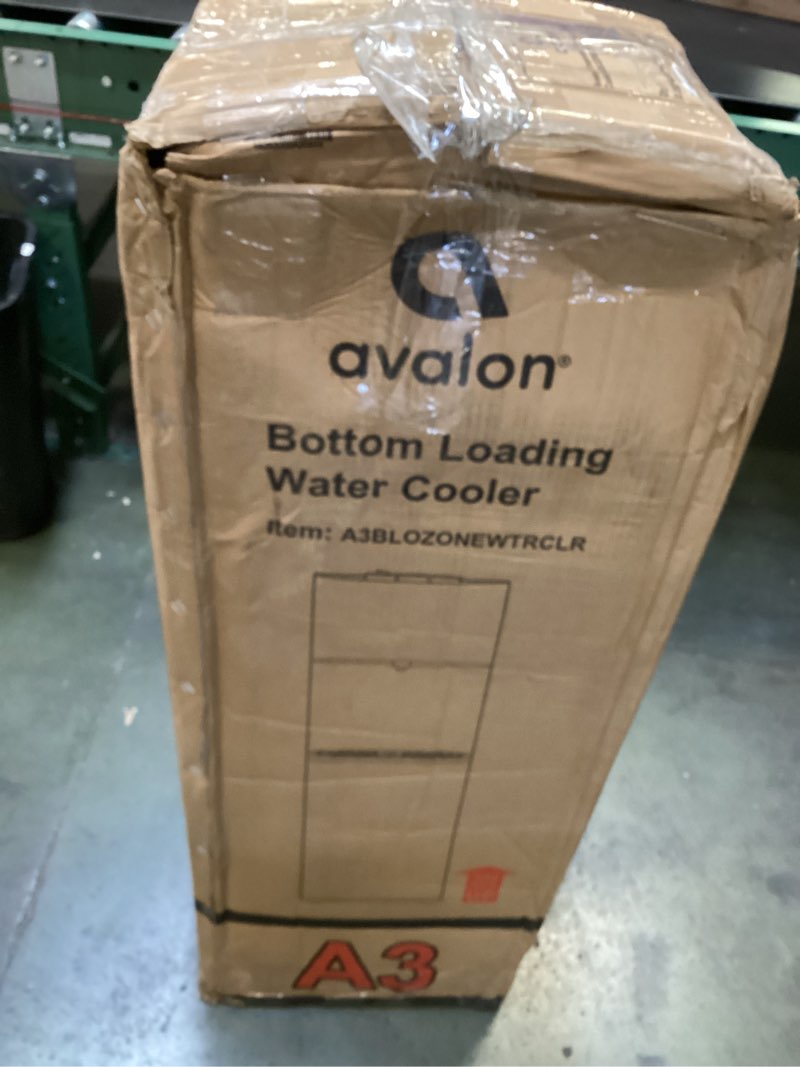 avalon®
Bottom Loading
Water Cooler
Item: A3BLOZONEWTRCLR
A3